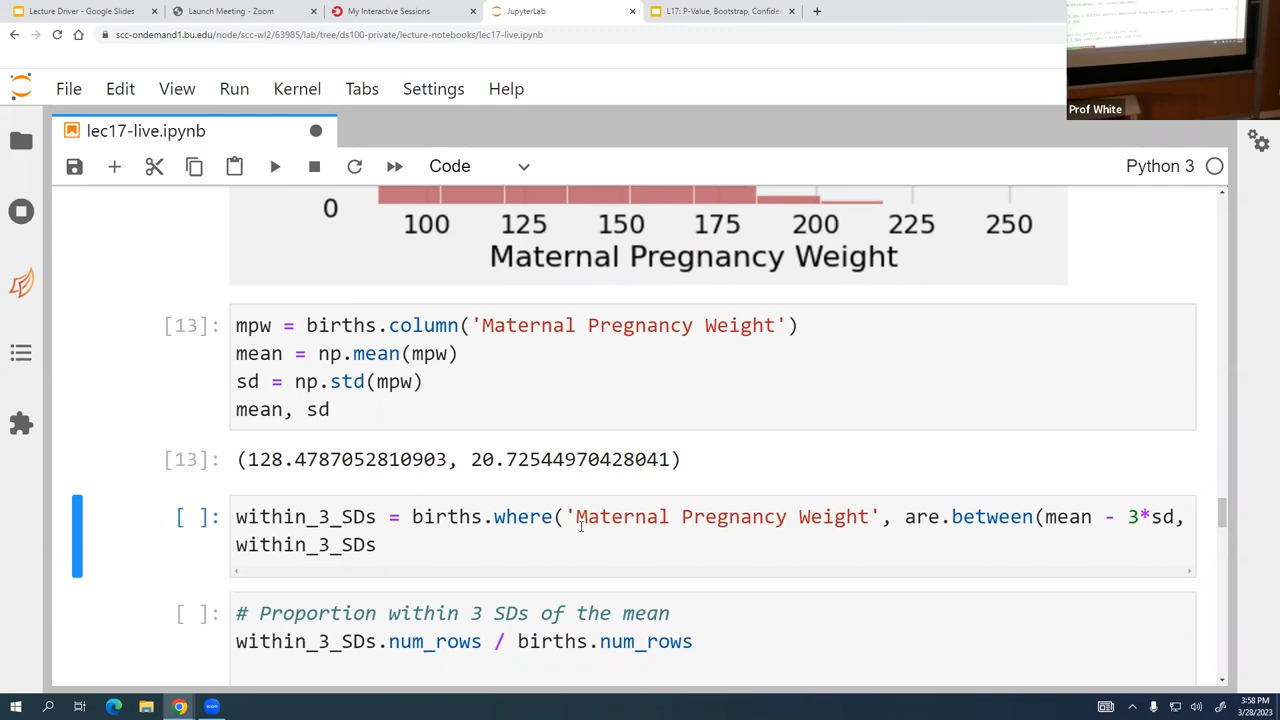 Lecture Driver - Google Slides
Launch Meeting - Zoom
My Interactive Sessions
JupyterLab
L17: P-Value, Bootstrap, Confide
scc-ondemand1.bu.edu/node/scc-wl2/63985/lab/tree/ds100-
lecture-notebooks/lec17-live.ipynb
Prof White
File Edit View Run Kernel Tabs Settings Help
lec17-live.ipynb
Code
Python 3
0
100 125 150 175 200 225 250
Maternal Pregnancy Weight
[13]: mpw = births.column('Maternal Pregnancy Weight')
mean = np.mean(mpw)
sd = np.std(mpw)
mean, sd
[13]: (128.4787052810903, 20.72544970428041)
[ ]: within_3_SDs = births.where('Maternal Pregnancy Weight', are.between(mean - 3*sd,
within_3_SDs
[ ]: # Proportion within 3 SDs of the mean
within_3_SDs.num_rows / births.num_rows
3:58 PM
3/28/2023